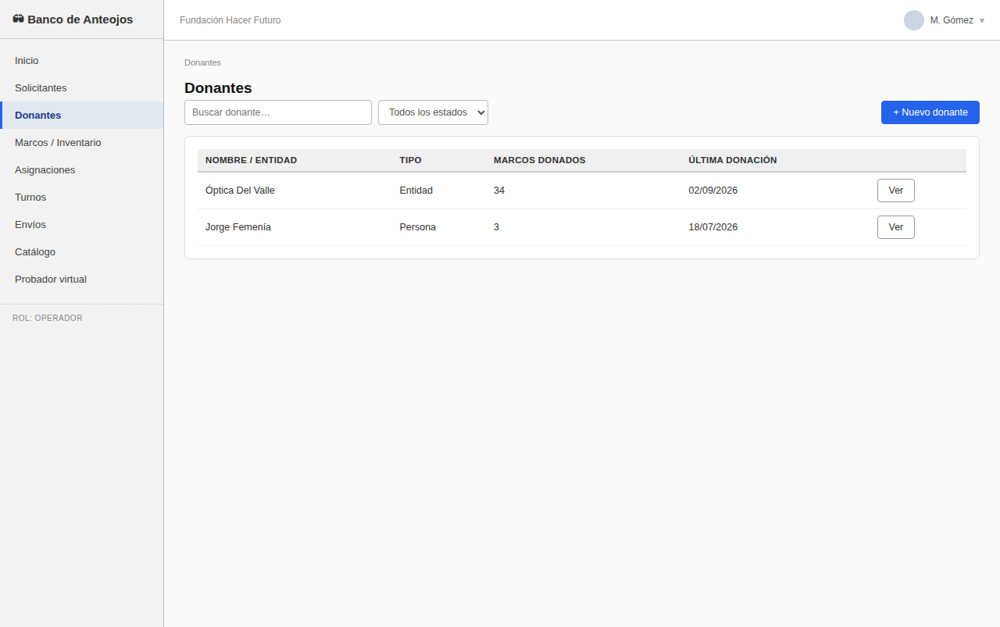 🕶 Banco de Anteojos
Fundación Hacer Futuro
M. Gómez ▾
Inicio
Solicitantes
Donantes
Marcos / Inventario
Asignaciones
Turnos
Envíos
Catálogo
Probador virtual
ROL: OPERADOR
Donantes
Donantes
Buscar donante…
Todos los estados
+ Nuevo donante
NOMBRE / ENTIDAD TIPO MARCOS DONADOS ÚLTIMA DONACIÓN
Óptica Del Valle Entidad 34 02/09/2026 Ver
Jorge Femenía Persona 3 18/07/2026 Ver